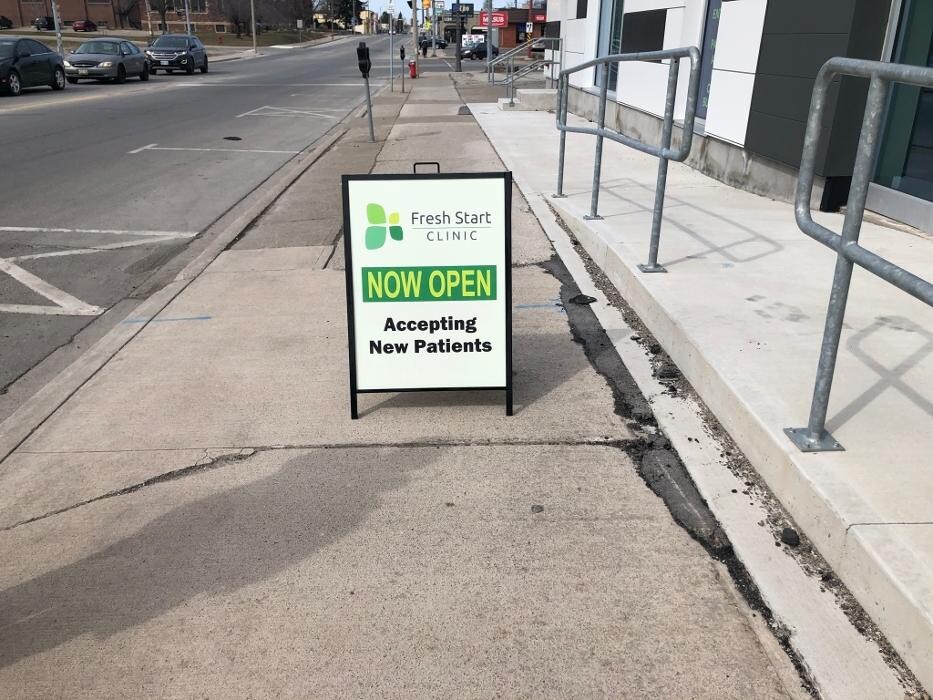 Fresh Start
CLINIC
NOW OPEN
Accepting
New Patients